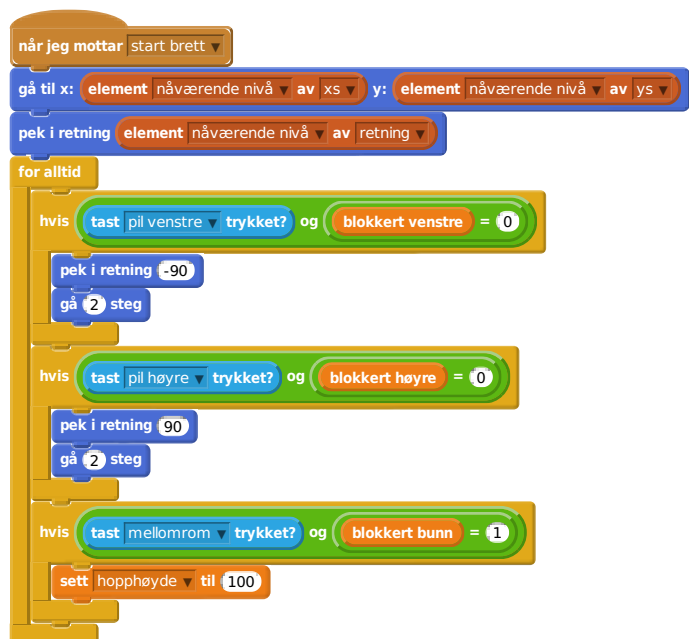 når jeg mottar start brett
gå til x: element nåværende nivå av xs y: element nåværende nivå av ys
pek i retning element nåværende nivå av retning
for alltid
hvis tast pil venstre trykket? og blokkert venstre = 0
pek i retning -90
gå 2 steg
hvis tast pil høyre trykket? og blokkert høyre = 0
pek i retning 90
gå 2 steg
hvis tast mellomrom trykket? og blokkert bunn = 1
sett hopphøyde til 100